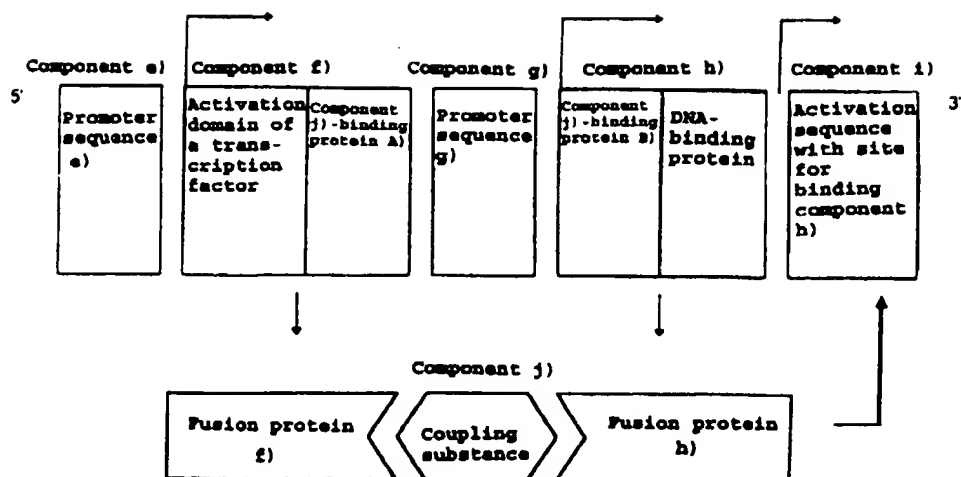 Component e)
Component f)
Component g)
Component h)
Component i)
5'
Promoter
sequence
e)
Activation
domain of
a trans-
cription
factor
Component
j)-binding
protein A)
Promoter
sequence
g)
Component
j)-binding
protein B)
DNA-
binding
protein
Activation
sequence
with site
for
binding
component
h)
3'
Component j)
Fusion protein
f)
Coupling
substance
Fusion protein
h)